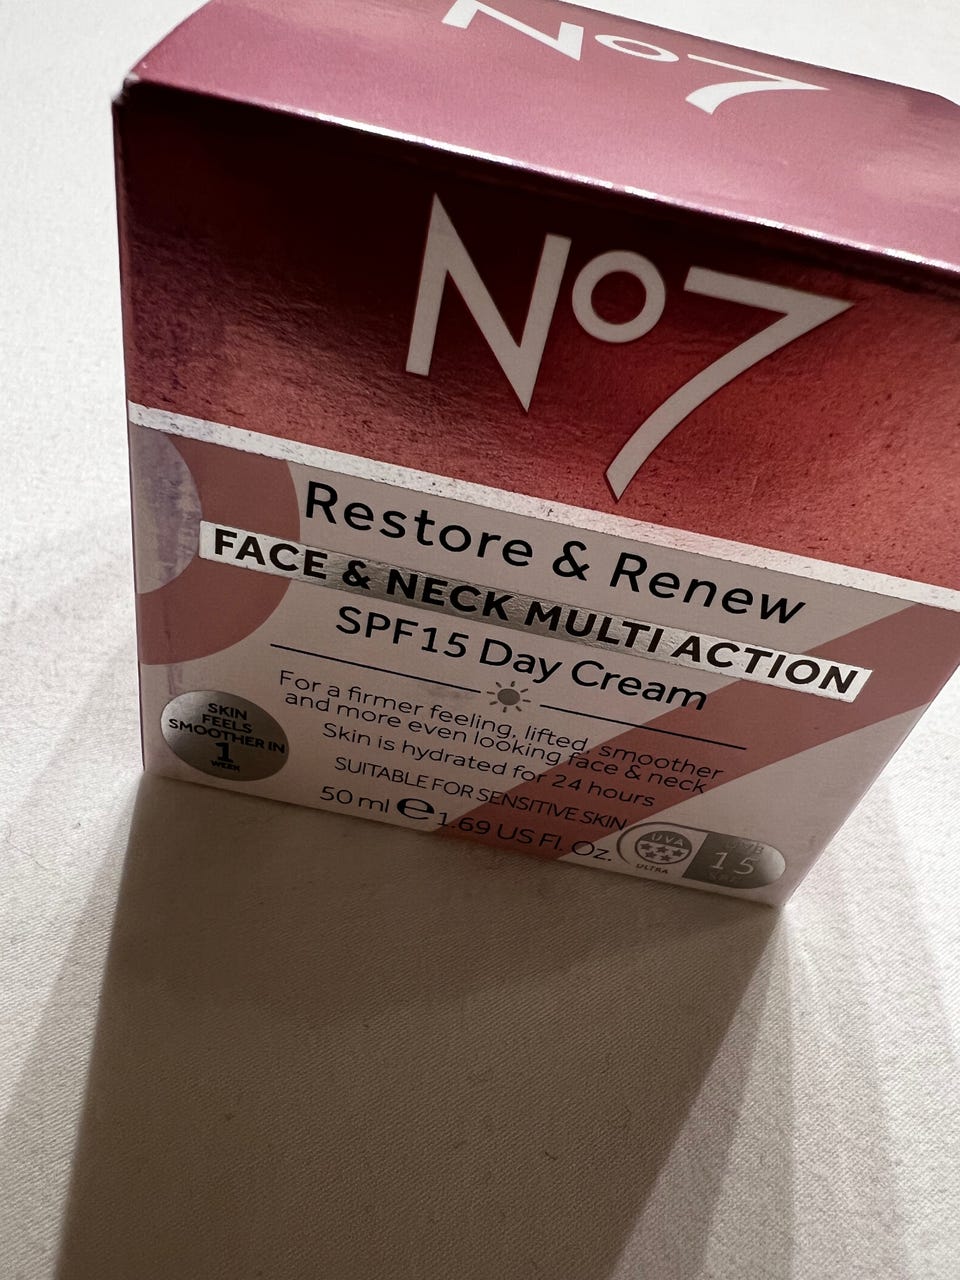 Nº7
Nº7
Restore & Renew
FACE & NECK MULTI ACTION
SPF15 Day Cream
For a firmer feeling, lifted, smoother
and more even looking face & neck
Skin is hydrated for 24 hours
SUITABLE FOR SENSITIVE SKIN
50 ml ℮ 1.69 US Fl. Oz.
SKIN
FEELS
SMOOTHER IN
1
WEEK
UVA
ULTRA
UVB
15
SPF